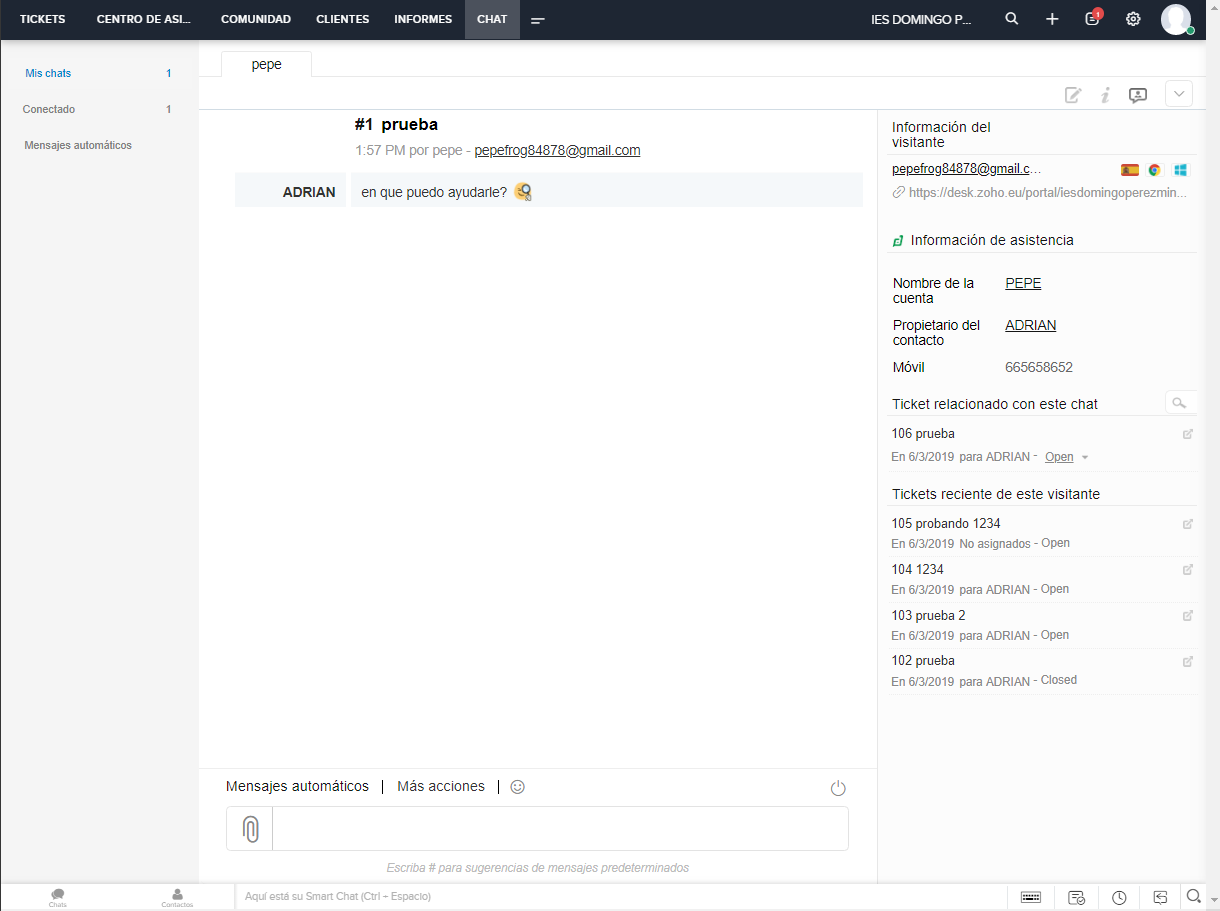 TICKETS CENTRO DE ASI... COMUNIDAD CLIENTES INFORMES CHAT IES DOMINGO P... 1
Mis chats 1
Conectado 1
Mensajes automáticos
pepe
#1 prueba
1:57 PM por pepe - pepefrog84878@gmail.com
ADRIAN en que puedo ayudarle?
Información del
visitante
pepefrog84878@gmail.c...
https://desk.zoho.eu/portal/iesdomingoperezmin...
Información de asistencia
Nombre de la
cuenta
PEPE
Propietario del
contacto
ADRIAN
Móvil 665658652
Ticket relacionado con este chat
106 prueba
En 6/3/2019 para ADRIAN - Open
Tickets reciente de este visitante
105 probando 1234
En 6/3/2019 No asignados - Open
104 1234
En 6/3/2019 para ADRIAN - Open
103 prueba 2
En 6/3/2019 para ADRIAN - Open
102 prueba
En 6/3/2019 para ADRIAN - Closed
Mensajes automáticos | Más acciones |
Escriba # para sugerencias de mensajes predeterminados
Chats Contactos Aquí está su Smart Chat (Ctrl + Espacio)